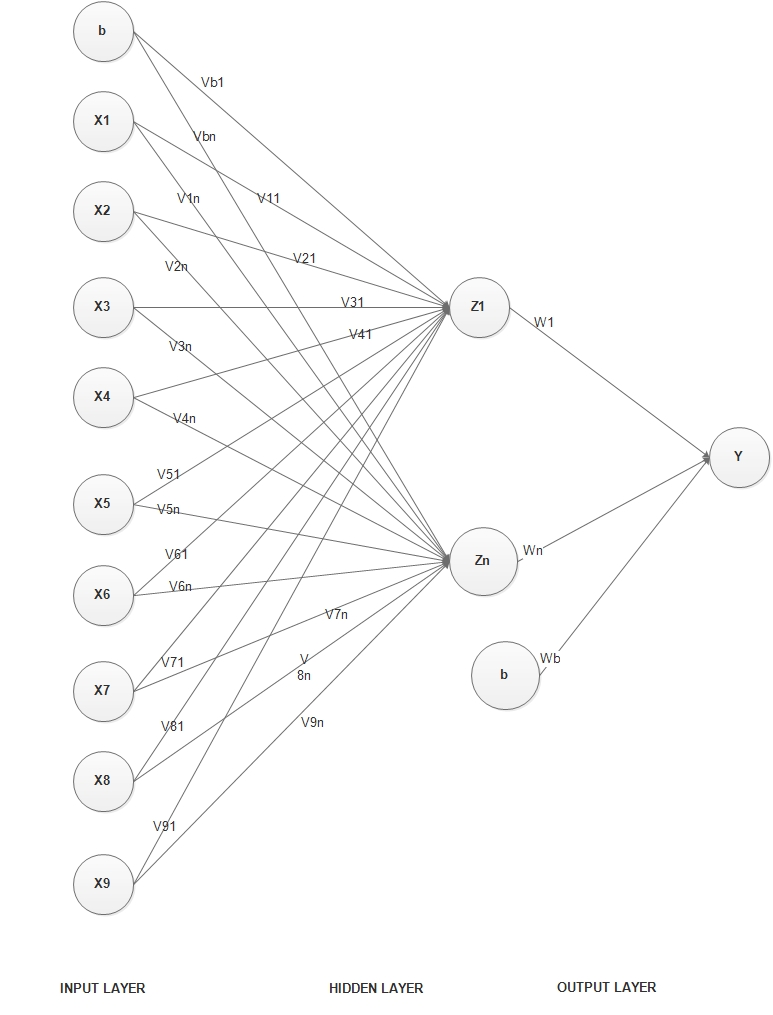 b
Vb1
X1
Vbn
V1n
V11
X2
V21
V2n
X3
V31
Z1
W1
V41
V3n
X4
V4n
Y
V51
X5
V5n
V61
Zn
Wn
X6
V6n
V7n
V71
V
8n
Wb
b
X7
V81
V9n
X8
V91
X9
INPUT LAYER
HIDDEN LAYER
OUTPUT LAYER